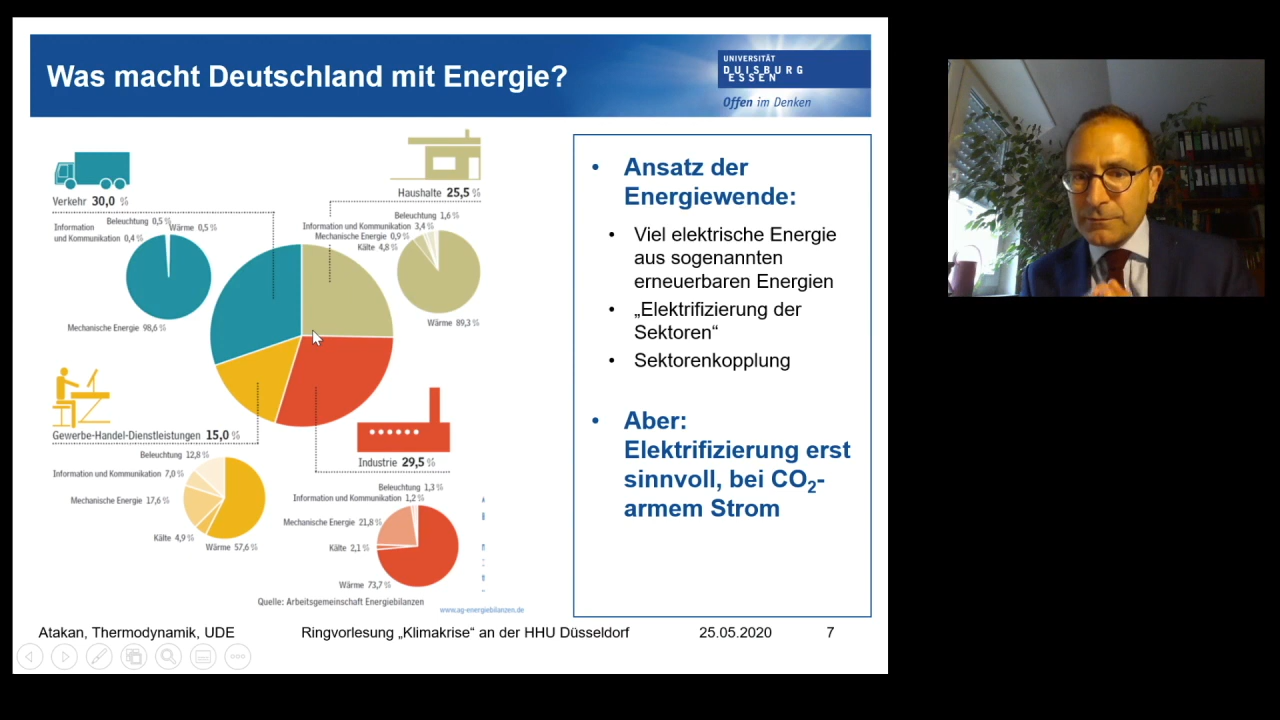 Was macht Deutschland mit Energie?
UNIVERSITÄT
DUISBURG
ESSEN
Offen im Denken
Verkehr 30,0 %
Beleuchtung 0,5 %
Wärme 0,5 %
Information
und Kommunikation 0,4 %
Mechanische Energie 98,6 %
Haushalte 25,5 %
Beleuchtung 1,6 %
Information und Kommunikation 3,4 %
Mechanische Energie 0,9 %
Kälte 4,8 %
Wärme 89,3 %
Gewerbe-Handel-Dienstleistungen 15,0 %
Beleuchtung 12,8 %
Information und Kommunikation 7,0 %
Mechanische Energie 17,6 %
Kälte 4,9 %
Wärme 57,6 %
Industrie 29,5 %
Beleuchtung 1,3 %
Information und Kommunikation 1,2 %
Mechanische Energie 21,8 %
Kälte 2,1 %
Wärme 73,7 %
Quelle: Arbeitsgemeinschaft Energiebilanzen
www.ag-energiebilanzen.de
• Ansatz der
Energiewende:
• Viel elektrische Energie
aus sogenannten
erneuerbaren Energien
• „Elektrifizierung der
Sektoren“
• Sektorenkopplung
• Aber:
Elektrifizierung erst
sinnvoll, bei CO₂-
armem Strom
Atakan, Thermodynamik, UDE
Ringvorlesung „Klimakrise“ an der HHU Düsseldorf
25.05.2020
7